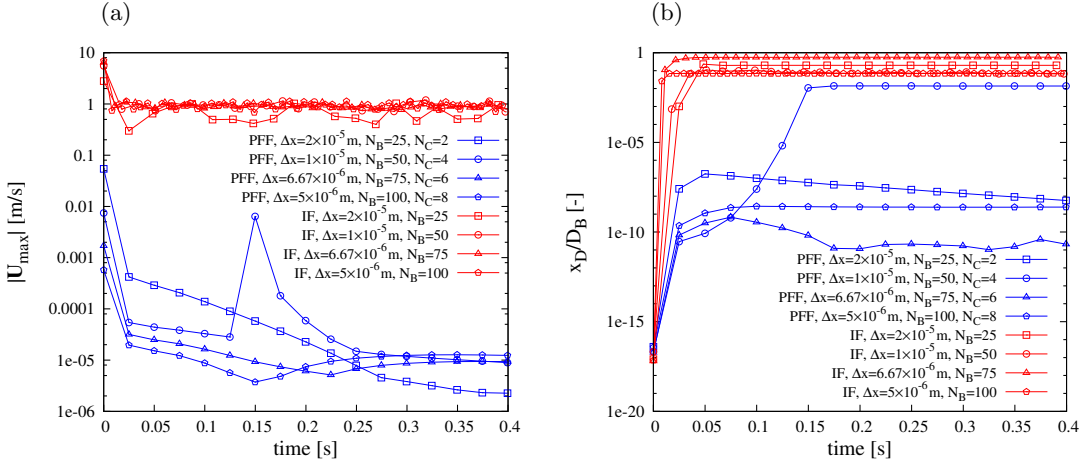 (a)
10
1
0.1
0.01
0.001
0.0001
1e-05
1e-06
|U_max| [m/s]
PFF, Δx=2×10^-5 m, N_B=25, N_C=2
PFF, Δx=1×10^-5 m, N_B=50, N_C=4
PFF, Δx=6.67×10^-6 m, N_B=75, N_C=6
PFF, Δx=5×10^-6 m, N_B=100, N_C=8
IF, Δx=2×10^-5 m, N_B=25
IF, Δx=1×10^-5 m, N_B=50
IF, Δx=6.67×10^-6 m, N_B=75
IF, Δx=5×10^-6 m, N_B=100
0 0.05 0.1 0.15 0.2 0.25 0.3 0.35 0.4
time [s]
(b)
1
1e-05
1e-10
1e-15
1e-20
x_D/D_B [-]
PFF, Δx=2×10^-5 m, N_B=25, N_C=2
PFF, Δx=1×10^-5 m, N_B=50, N_C=4
PFF, Δx=6.67×10^-6 m, N_B=75, N_C=6
PFF, Δx=5×10^-6 m, N_B=100, N_C=8
IF, Δx=2×10^-5 m, N_B=25
IF, Δx=1×10^-5 m, N_B=50
IF, Δx=6.67×10^-6 m, N_B=75
IF, Δx=5×10^-6 m, N_B=100
0 0.05 0.1 0.15 0.2 0.25 0.3 0.35 0.4
time [s]